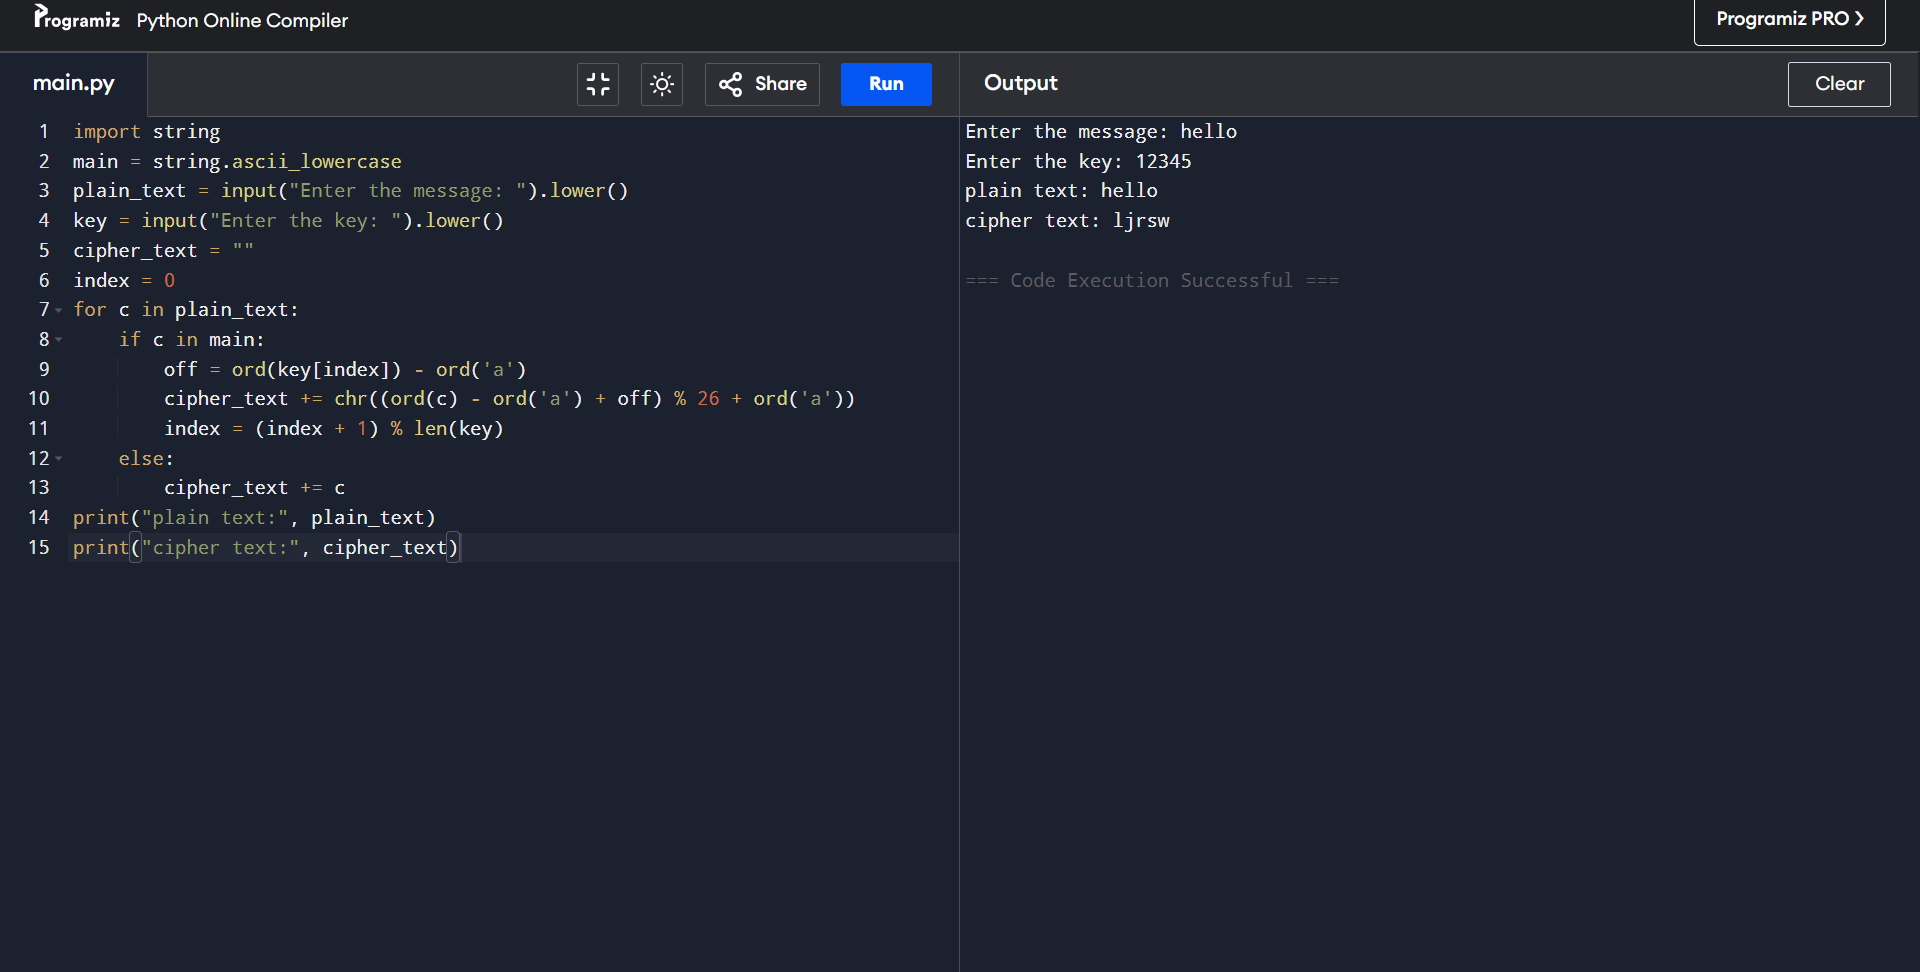 Programiz Python Online Compiler
Programiz PRO ❯
main.py
Share
Run
Output
Clear
1 import string
2 main = string.ascii_lowercase
3 plain_text = input("Enter the message: ").lower()
4 key = input("Enter the key: ").lower()
5 cipher_text = ""
6 index = 0
7 for c in plain_text:
8     if c in main:
9         off = ord(key[index]) - ord('a')
10         cipher_text += chr((ord(c) - ord('a') + off) % 26 + ord('a'))
11         index = (index + 1) % len(key)
12     else:
13         cipher_text += c
14 print("plain text:", plain_text)
15 print("cipher text:", cipher_text)
Enter the message: hello
Enter the key: 12345
plain text: hello
cipher text: ljrsw
=== Code Execution Successful ===